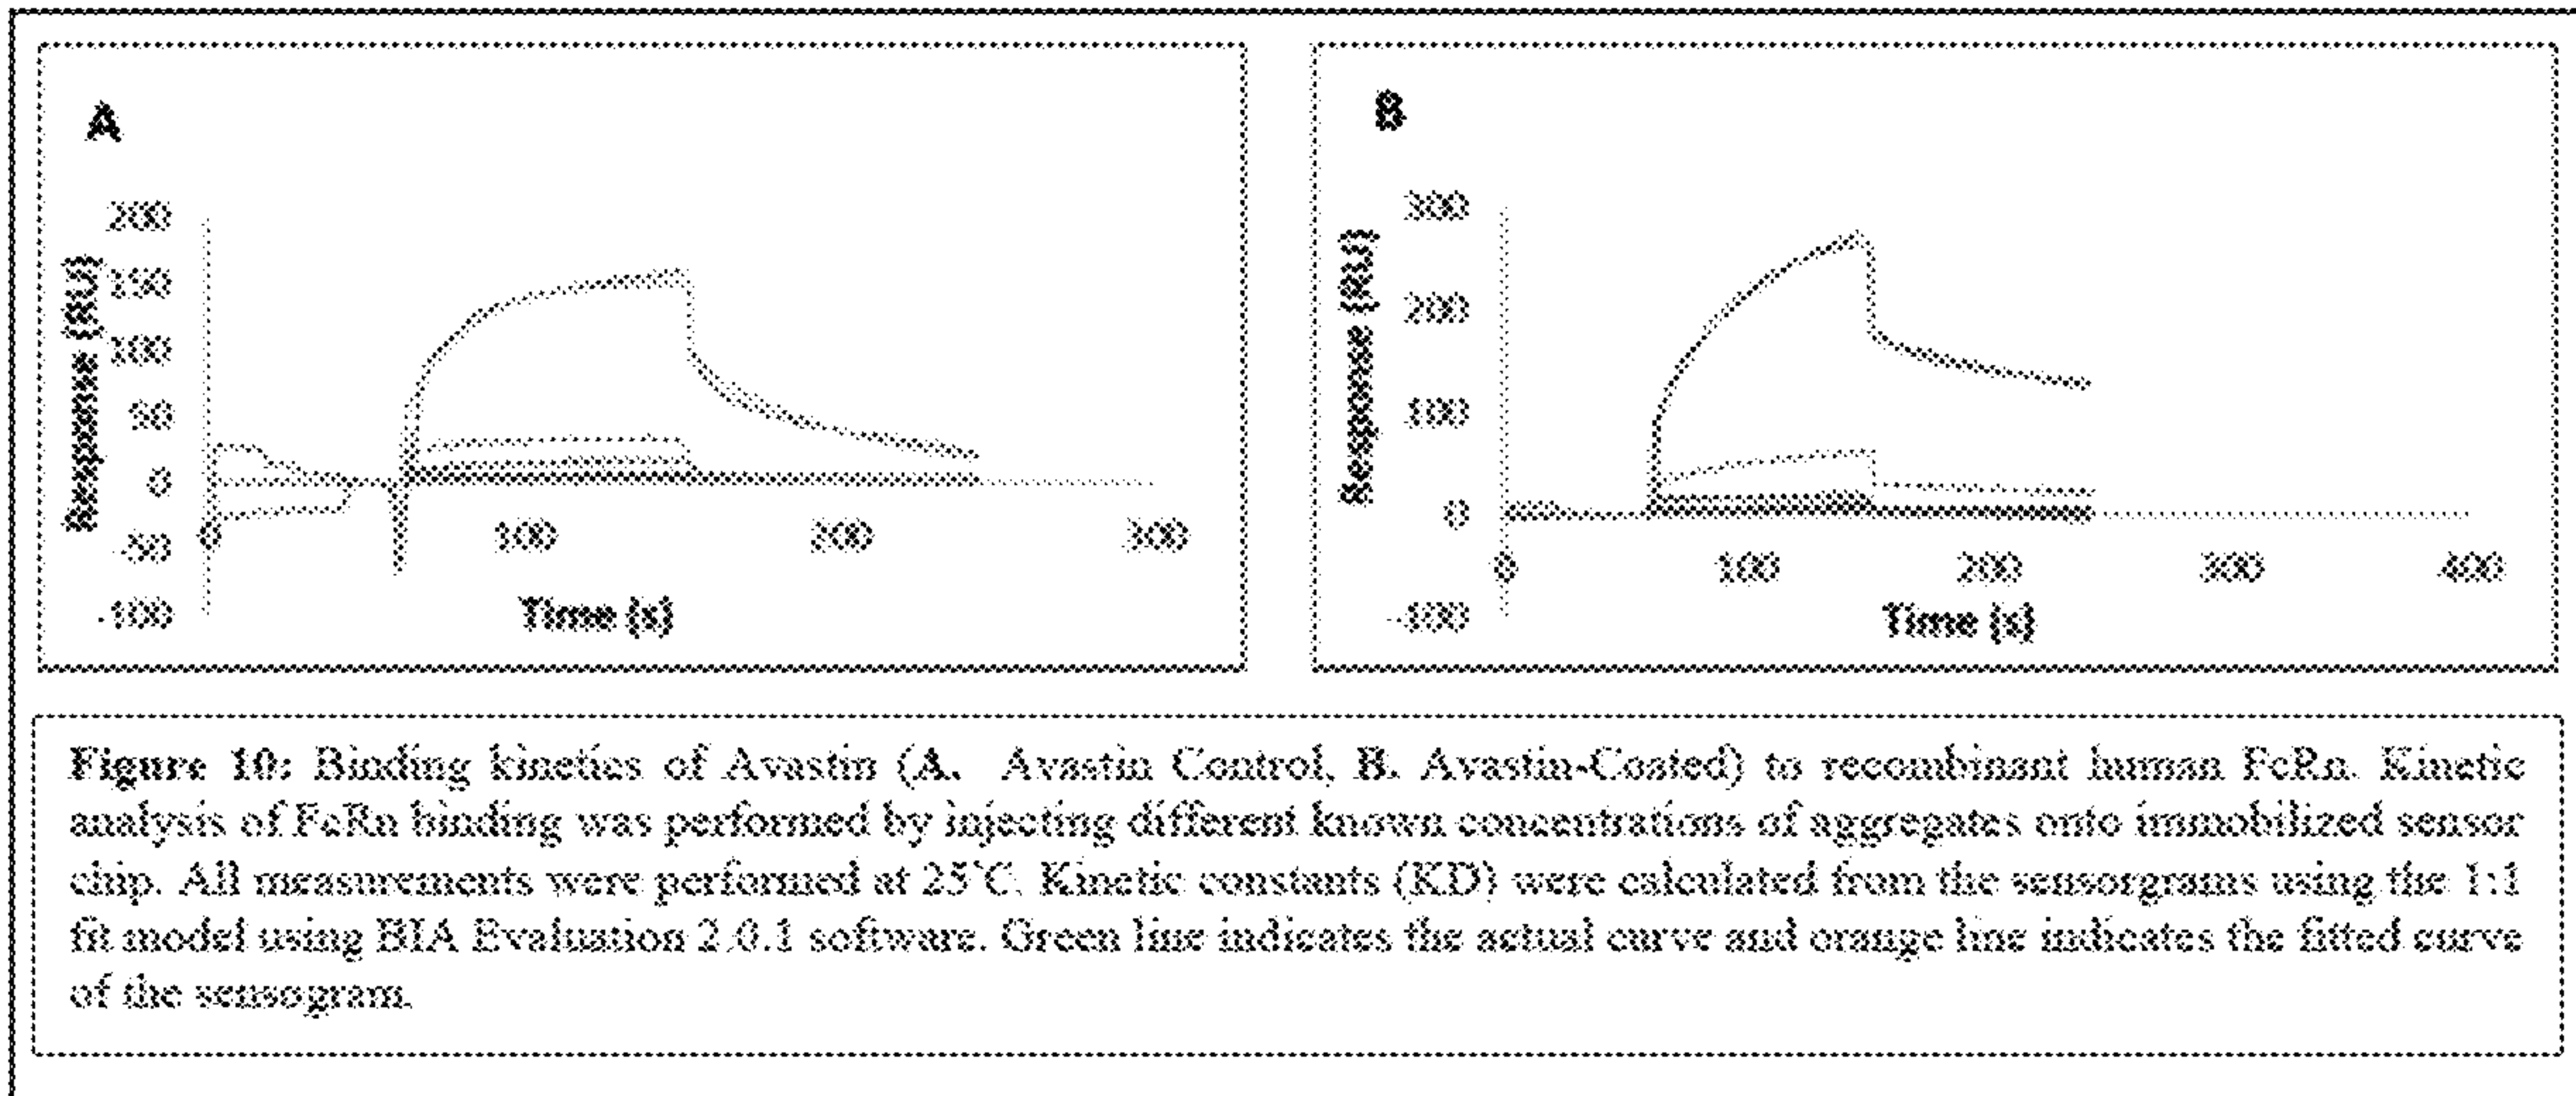 A
B
200
150
100
50
0
-50
-100
Response (RU)
0
100
200
300
Time (s)
300
200
100
0
-100
Response (RU)
0
100
200
300
400
Time (s)
Figure 10: Binding kinetics of Avastin (A. Avastin Control, B. Avastin-Coated) to recombinant human FcRn. Kinetic
analysis of FcRn binding was performed by injecting different known concentrations of aggregates onto immobilized sensor
chip. All measurements were performed at 25°C. Kinetic constants (KD) were calculated from the sensorgrams using the 1:1
fit model using BIA Evaluation 2.0.1 software. Green line indicates the actual curve and orange line indicates the fitted curve
of the sensogram.